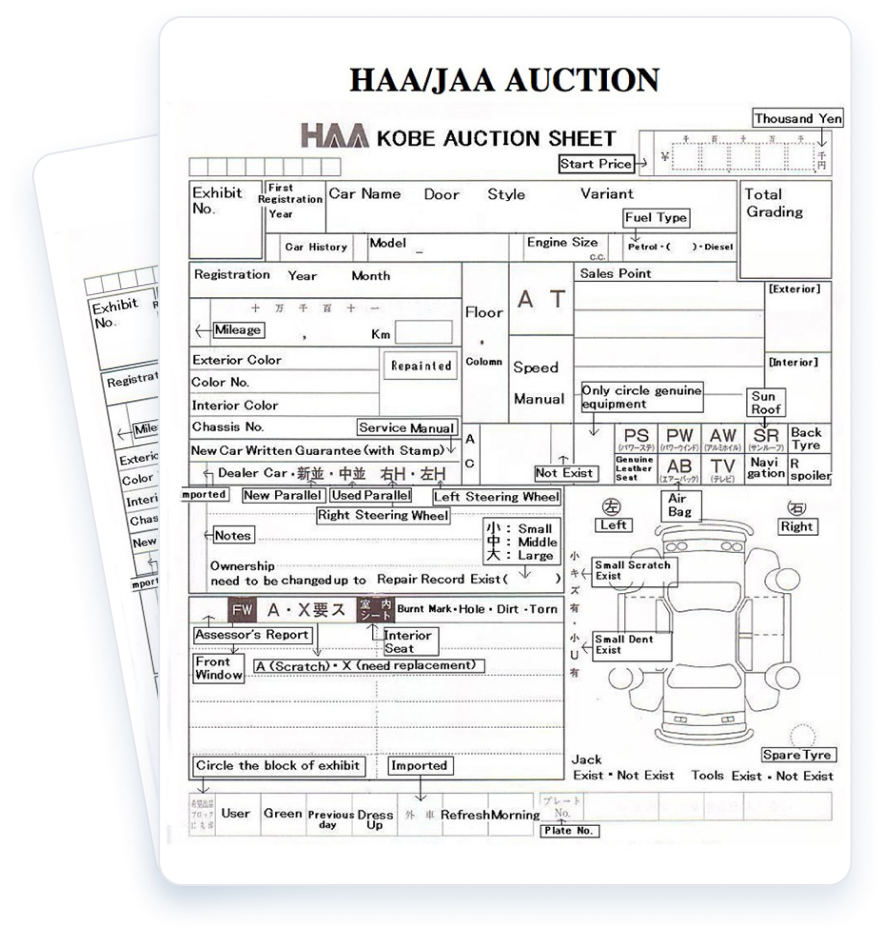 HAA/JAA AUCTION
Thousand Yen
HAA KOBE AUCTION SHEET
Start Price
¥ 千 百 十 万 千円
Exhibit No.
First Registration Year
Car Name Door Style Variant
Total Grading
Fuel Type
Car History
Model
Engine Size c.c.
Petrol・( )・Diesel
Registration Year Month
Sales Point
十 万 千 百 十 一
Mileage , Km
Floor
・
Colomn
A T
Speed
Manual
[Exterior]
[Interior]
Exterior Color
Repainted
Color No.
Interior Color
Only circle genuine equipment
Sun Roof
Chassis No.
Service Manual
New Car Written Guarantee (with Stamp)
A C
Not Exist
PS (パワーステ)
PW (パワーウインド)
AW (アルミホイル)
SR (サンルーフ)
Back Tyre
Genuine Leather Seat
AB (エアーバック)
TV (テレビ)
Navi gation
R spoiler
Dealer Car・新並・中並 右H・左H
mported
New Parallel
Used Parallel
Left Steering Wheel
Right Steering Wheel
Air Bag
左
Left
右
Right
Notes
小 : Small
中 : Middle
大 : Large
Ownership
need to be changed up to Repair Record Exist( )
小キズ有・小U有
Small Scratch Exist
Small Dent Exist
FW A・X要ス 室内シート Burnt Mark・Hole・Dirt・Torn
Assessor's Report
Interior Seat
Front Window
A (Scratch)・X (need replacement)
Spare Tyre
Jack
Exist・Not Exist Tools Exist・Not Exist
Circle the block of exhibit
Imported
User
Green
Previous day
Dress Up
外車
Refresh
Morning
プレート No.
Plate No.
Exhibit No.
Registrat
Mile
Exterio
Color
Interi
Chas
New
mport